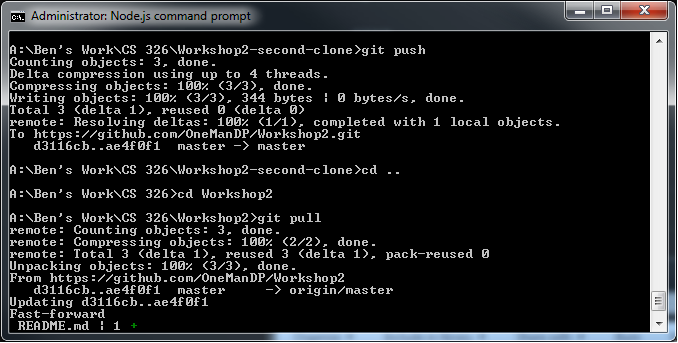 Administrator: Node.js command prompt
A:\Ben's Work\CS 326\Workshop2-second-clone>git push
Counting objects: 3, done.
Delta compression using up to 4 threads.
Compressing objects: 100% (3/3), done.
Writing objects: 100% (3/3), 344 bytes ¦ 0 bytes/s, done.
Total 3 (delta 1), reused 0 (delta 0)
remote: Resolving deltas: 100% (1/1), completed with 1 local objects.
To https://github.com/OneManDP/Workshop2.git
   d3116cb..ae4f0f1  master -> master
A:\Ben's Work\CS 326\Workshop2-second-clone>cd ..
A:\Ben's Work\CS 326>cd Workshop2
A:\Ben's Work\CS 326\Workshop2>git pull
remote: Counting objects: 3, done.
remote: Compressing objects: 100% (2/2), done.
remote: Total 3 (delta 1), reused 3 (delta 1), pack-reused 0
Unpacking objects: 100% (3/3), done.
From https://github.com/OneManDP/Workshop2
   d3116cb..ae4f0f1  master     -> origin/master
Updating d3116cb..ae4f0f1
Fast-forward
 README.md ¦ 1 +